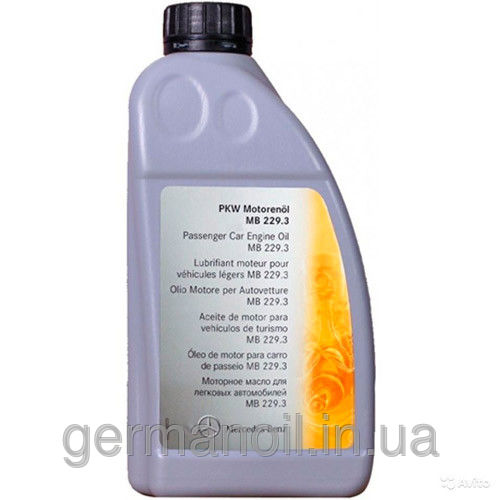 PKW Motorenöl
MB 229.3
Passenger Car Engine Oil
MB 229.3
Lubrifiant moteur pour
véhicules légers MB 229.3
Olio Motore per Autovetture
MB 229.3
Aceite de motor para
vehículos de turismo
MB 229.3
Óleo de motor para carro
de passeio MB 229.3
Моторное масло для
легковых автомобилей
MB 229.3
Mercedes-Benz
germanoil.in.ua
Avito